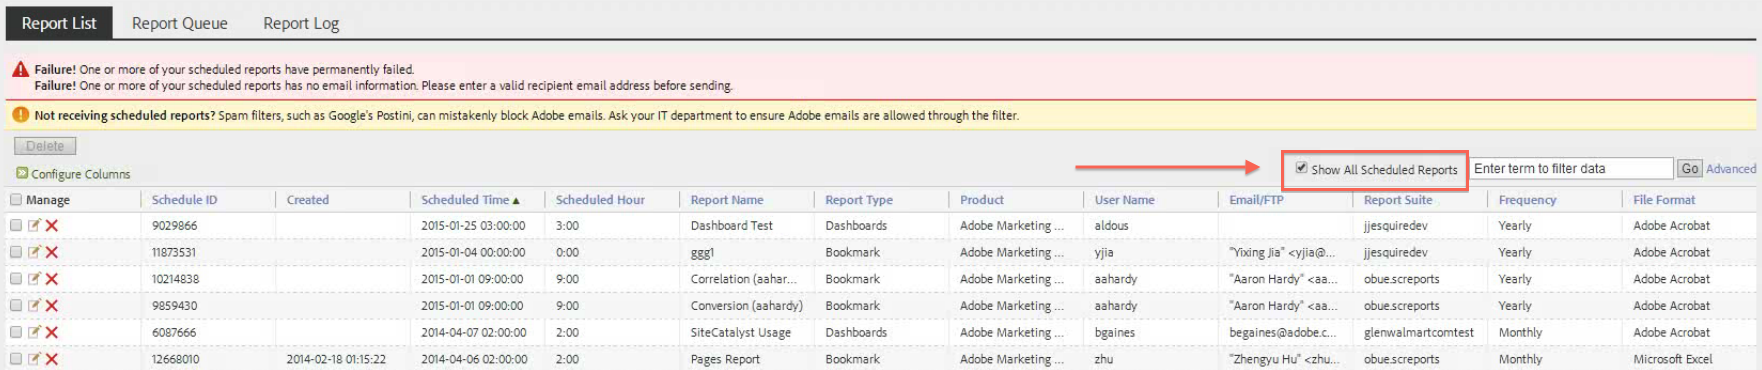 Report List Report Queue Report Log
Failure! One or more of your scheduled reports have permanently failed.
Failure! One or more of your scheduled reports has no email information. Please enter a valid recipient email address before sending.
Not receiving scheduled reports? Spam filters, such as Google's Postini, can mistakenly block Adobe emails. Ask your IT department to ensure Adobe emails are allowed through the filter.
Delete
Show All Scheduled Reports Enter term to filter data Go Advanced
Configure Columns
Manage Schedule ID Created Scheduled Time Scheduled Hour Report Name Report Type Product User Name Email/FTP Report Suite Frequency File Format
9029866 2015-01-25 03:00:00 3:00 Dashboard Test Dashboards Adobe Marketing ... aldous jjesquiredev Yearly Adobe Acrobat
11873531 2015-01-04 00:00:00 0:00 ggg1 Bookmark Adobe Marketing ... yjia "Yixing Jia" <yjia@... jjesquiredev Yearly Adobe Acrobat
10214838 2015-01-01 09:00:00 9:00 Correlation (aahar... Bookmark Adobe Marketing ... aahardy "Aaron Hardy" <aa... obue.screports Yearly Adobe Acrobat
9859430 2015-01-01 09:00:00 9:00 Conversion (aahardy) Bookmark Adobe Marketing ... aahardy "Aaron Hardy" <aa... obue.screports Yearly Adobe Acrobat
6087666 2014-04-07 02:00:00 2:00 SiteCatalyst Usage Dashboards Adobe Marketing ... bgaines begaines@adobe.c... glenwalmartcomtest Monthly Adobe Acrobat
12668010 2014-02-18 01:15:22 2014-04-06 02:00:00 2:00 Pages Report Bookmark Adobe Marketing ... zhu "Zhengyu Hu" <zhu... obue.screports Monthly Microsoft Excel